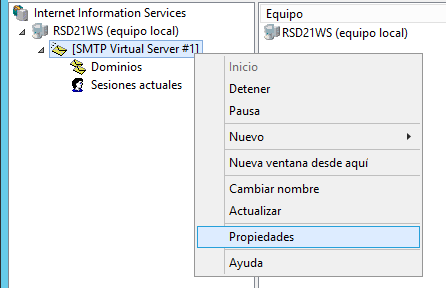 Internet Information Services
RSD21WS (equipo local)
[SMTP Virtual Server #1]
Dominios
Sesiones actuales
Equipo
RSD21WS (equipo local)
Inicio
Detener
Pausa
Nuevo
Nueva ventana desde aquí
Cambiar nombre
Actualizar
Propiedades
Ayuda